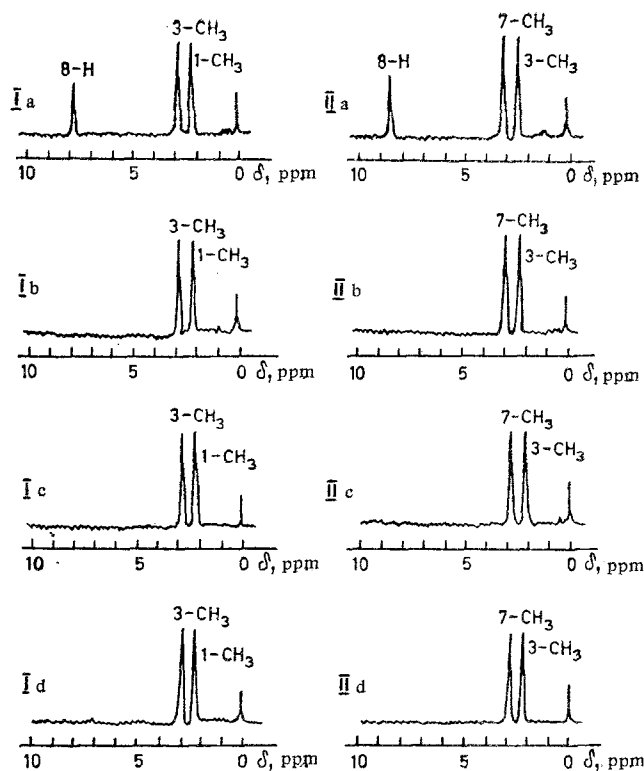 3-CH₃
8-H
1-CH₃
I a
10 5 0 δ, ppm
7-CH₃
8-H
3-CH₃
II a
10 5 0 δ, ppm
3-CH₃
1-CH₃
I b
10 5 0 δ, ppm
7-CH₃
3-CH₃
II b
10 5 0 δ, ppm
3-CH₃
1-CH₃
I c
10 5 0 δ, ppm
7-CH₃
3-CH₃
II c
10 5 0 δ, ppm
3-CH₃
1-CH₃
I d
10 5 0 δ, ppm
7-CH₃
3-CH₃
II d
10 5 0 δ, ppm